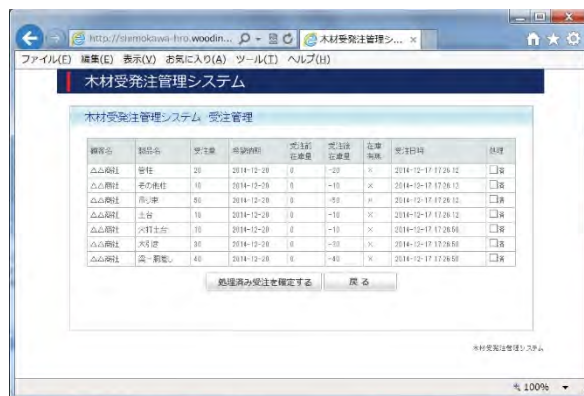 http://shimokawa-hro.woodin...
木材受発注管理シ...
ファイル(F) 編集(E) 表示(V) お気に入り(A) ツール(T) ヘルプ(H)
木材受発注管理システム
木材受発注管理システム 受注管理
顧客名 製品名 受注量 希望納期 受注前在庫量 受注後在庫量 在庫有無 受注日時 処理
△△商社 管柱 20 2014-12-20 0 -20 × 2014-12-17 17:26:12 済
△△商社 その他柱 10 2014-12-20 0 -10 × 2014-12-17 17:26:12 済
△△商社 吊り束 50 2014-12-20 0 -50 × 2014-12-17 17:26:12 済
△△商社 土台 10 2014-12-20 0 -10 × 2014-12-17 17:26:12 済
△△商社 火打土台 10 2014-12-20 0 -10 × 2014-12-17 17:26:50 済
△△商社 大引遣 30 2014-12-20 0 -30 × 2014-12-17 17:26:50 済
△△商社 梁－胴差し 40 2014-12-20 0 -40 × 2014-12-17 17:26:50 済
処理済み受注を確定する 戻る
木材受発注管理システム
100%